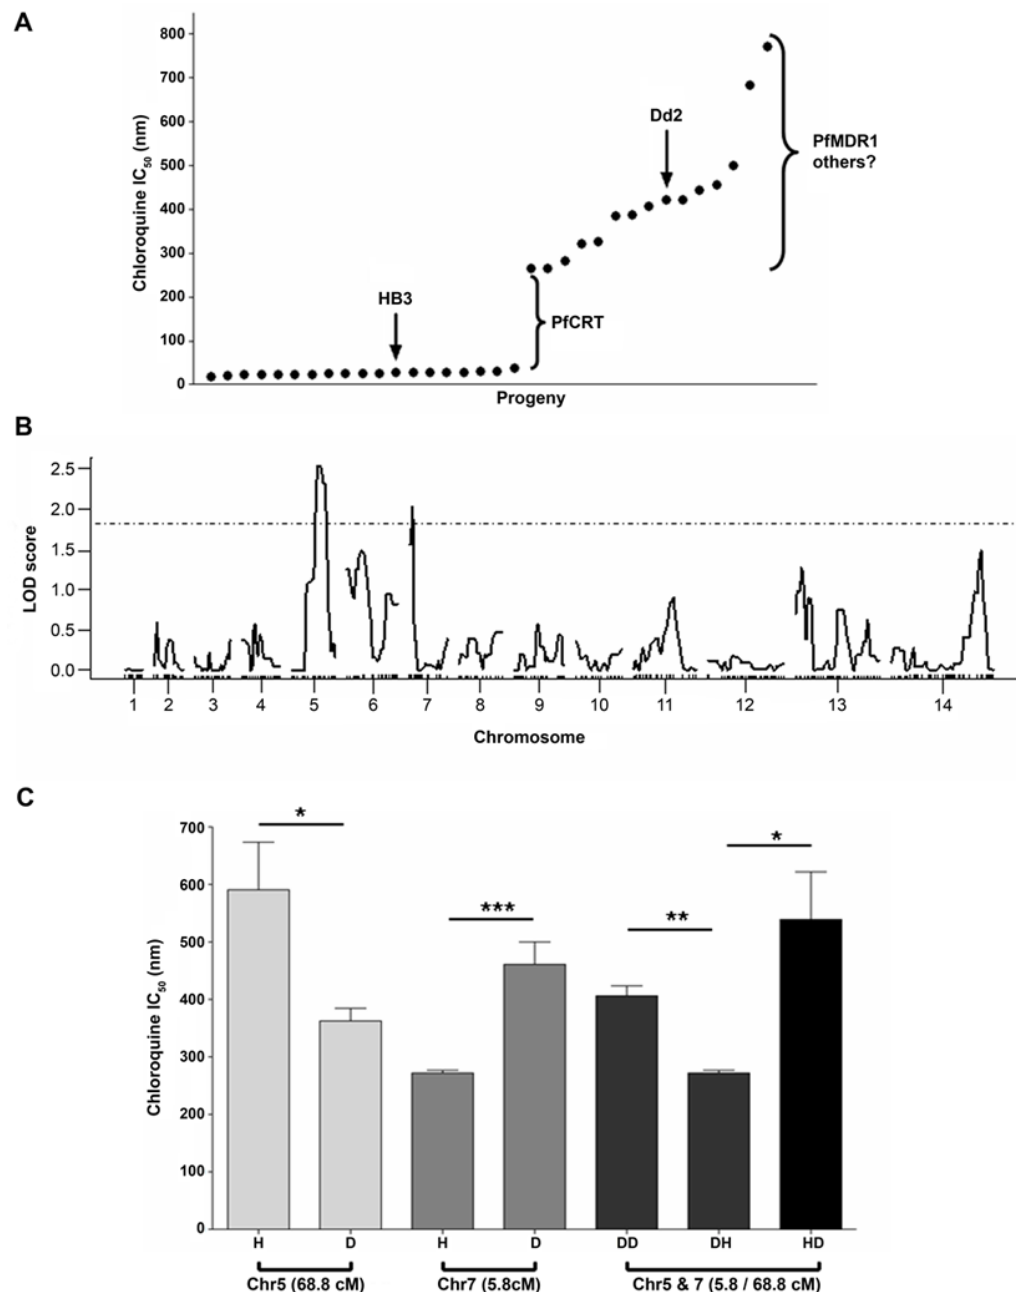 A
800
700
600
500
400
300
200
100
0
Chloroquine IC50 (nm)
HB3
Dd2
PfCRT
PfMDR1
others?
Progeny
B
2.5
2.0
1.5
1.0
0.5
0.0
LOD score
1 2 3 4 5 6 7 8 9 10 11 12 13 14
Chromosome
C
700
600
500
400
300
200
100
0
Chloroquine IC50 (nm)
* *** ** *
H D H D DD DH HD
Chr5 (68.8 cM) Chr7 (5.8cM) Chr5 & 7 (5.8 / 68.8 cM)